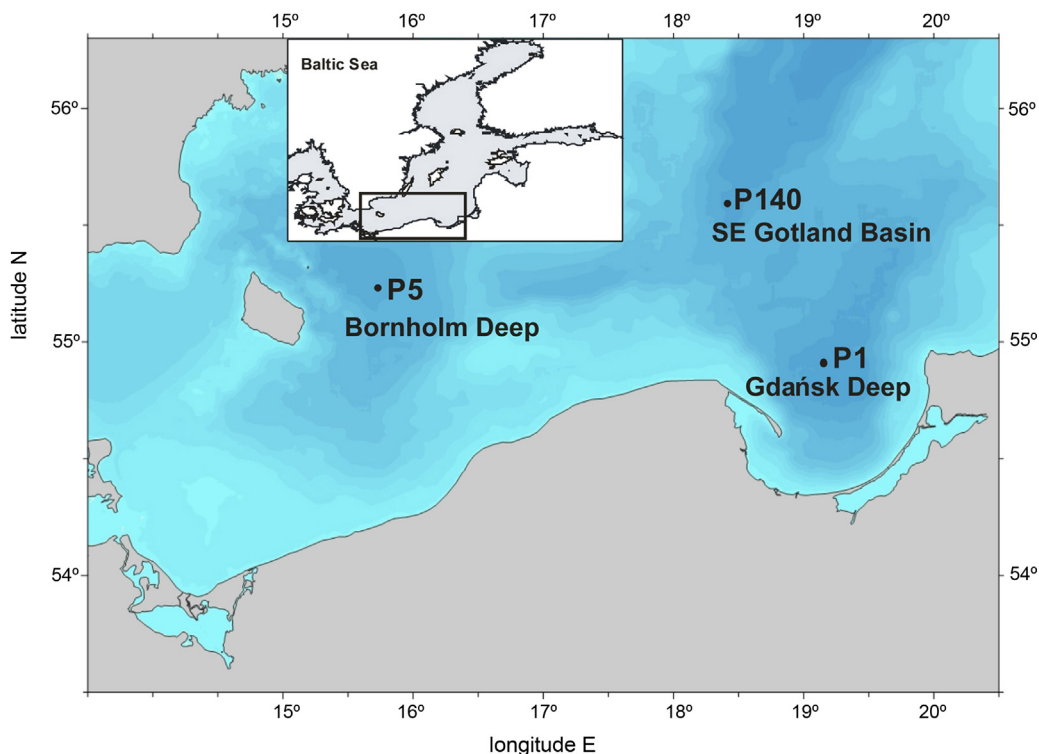 15º 16º 17º 18º 19º 20º
Baltic Sea
56º 56º
P140
SE Gotland Basin
P5
Bornholm Deep
latitude N
55º 55º
P1
Gdańsk Deep
54º 54º
15º 16º 17º 18º 19º 20º
longitude E